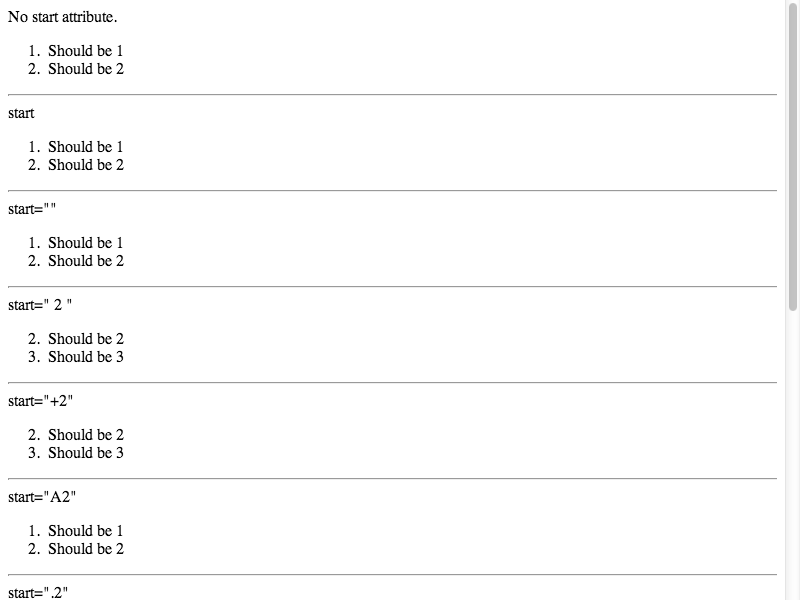 No start attribute.
1. Should be 1
2. Should be 2
start
1. Should be 1
2. Should be 2
start=""
1. Should be 1
2. Should be 2
start=" 2 "
2. Should be 2
3. Should be 3
start="+2"
2. Should be 2
3. Should be 3
start="A2"
1. Should be 1
2. Should be 2
start=".2"